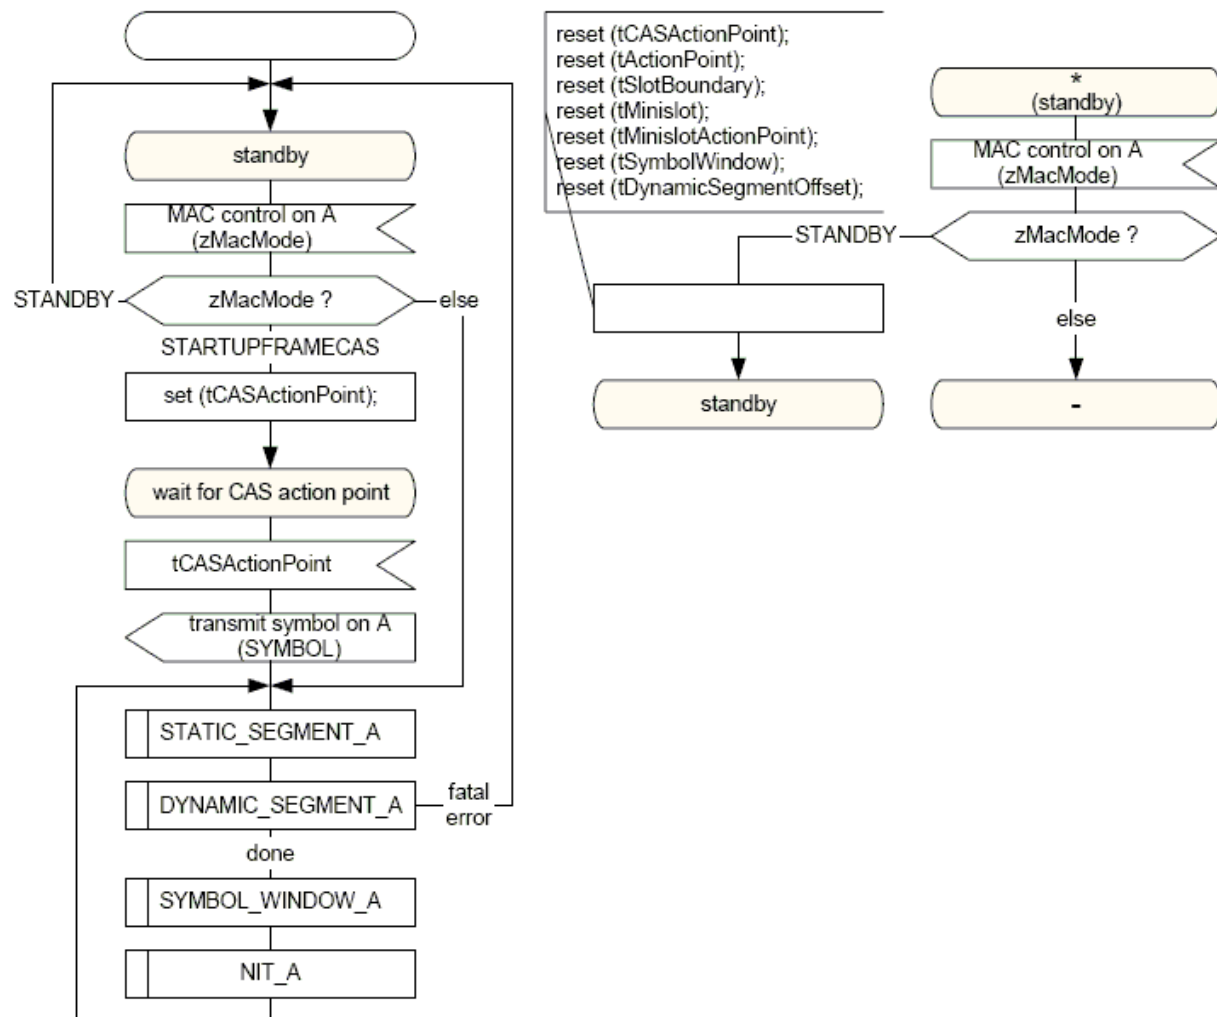 standby
MAC control on A
(zMacMode)
zMacMode ?
STANDBY
else
STARTUPFRAMECAS
set (tCASActionPoint);
wait for CAS action point
tCASActionPoint
transmit symbol on A
(SYMBOL)
STATIC_SEGMENT_A
DYNAMIC_SEGMENT_A
fatal
error
done
SYMBOL_WINDOW_A
NIT_A
reset (tCASActionPoint);
reset (tActionPoint);
reset (tSlotBoundary);
reset (tMinislot);
reset (tMinislotActionPoint);
reset (tSymbolWindow);
reset (tDynamicSegmentOffset);
*
(standby)
MAC control on A
(zMacMode)
STANDBY
zMacMode ?
else
standby
-